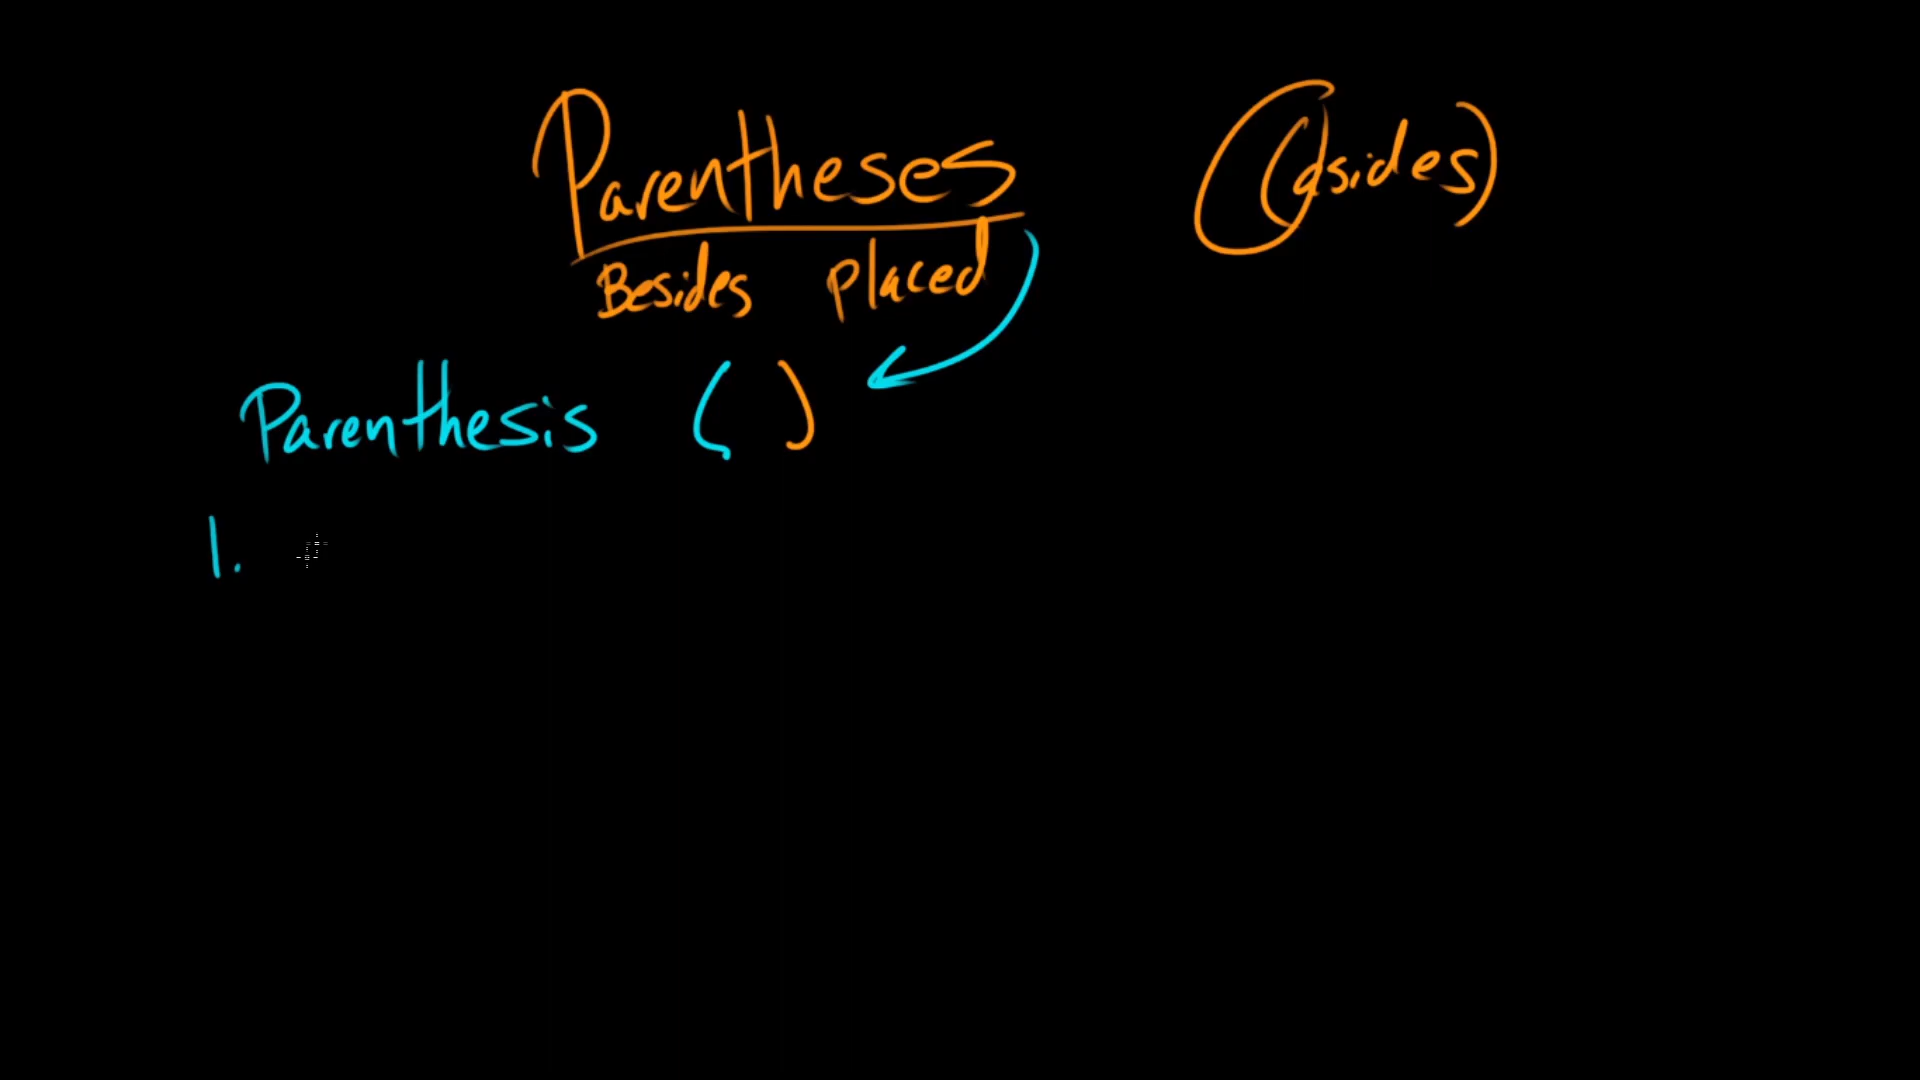 Parentheses (asides)
Besides placed
Parenthesis ( )
1.